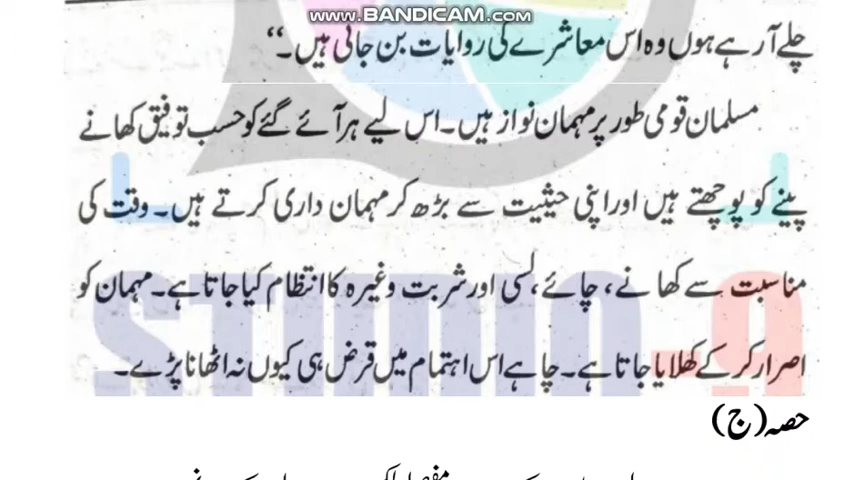 WWW.BANDICAM.COM
چلے آ رہے ہوں وہ اس معاشرے کی روایات بن جاتی ہیں۔“
مسلمان قومی طور پر مہمان نواز ہیں۔ اس لیے ہر آئے گئے کو حسب توفیق کھانے
پینے کو پوچھتے ہیں اور اپنی حیثیت سے بڑھ کر مہمان داری کرتے ہیں۔ وقت کی
مناسبت سے کھانے، چائے، لسی اور شربت وغیرہ کا انتظام کیا جاتا ہے۔ مہمان کو
اصرار کر کے کھلایا جاتا ہے۔ چاہے اس اہتمام میں قرض ہی کیوں نہ اٹھانا پڑے۔
حصہ (ج)